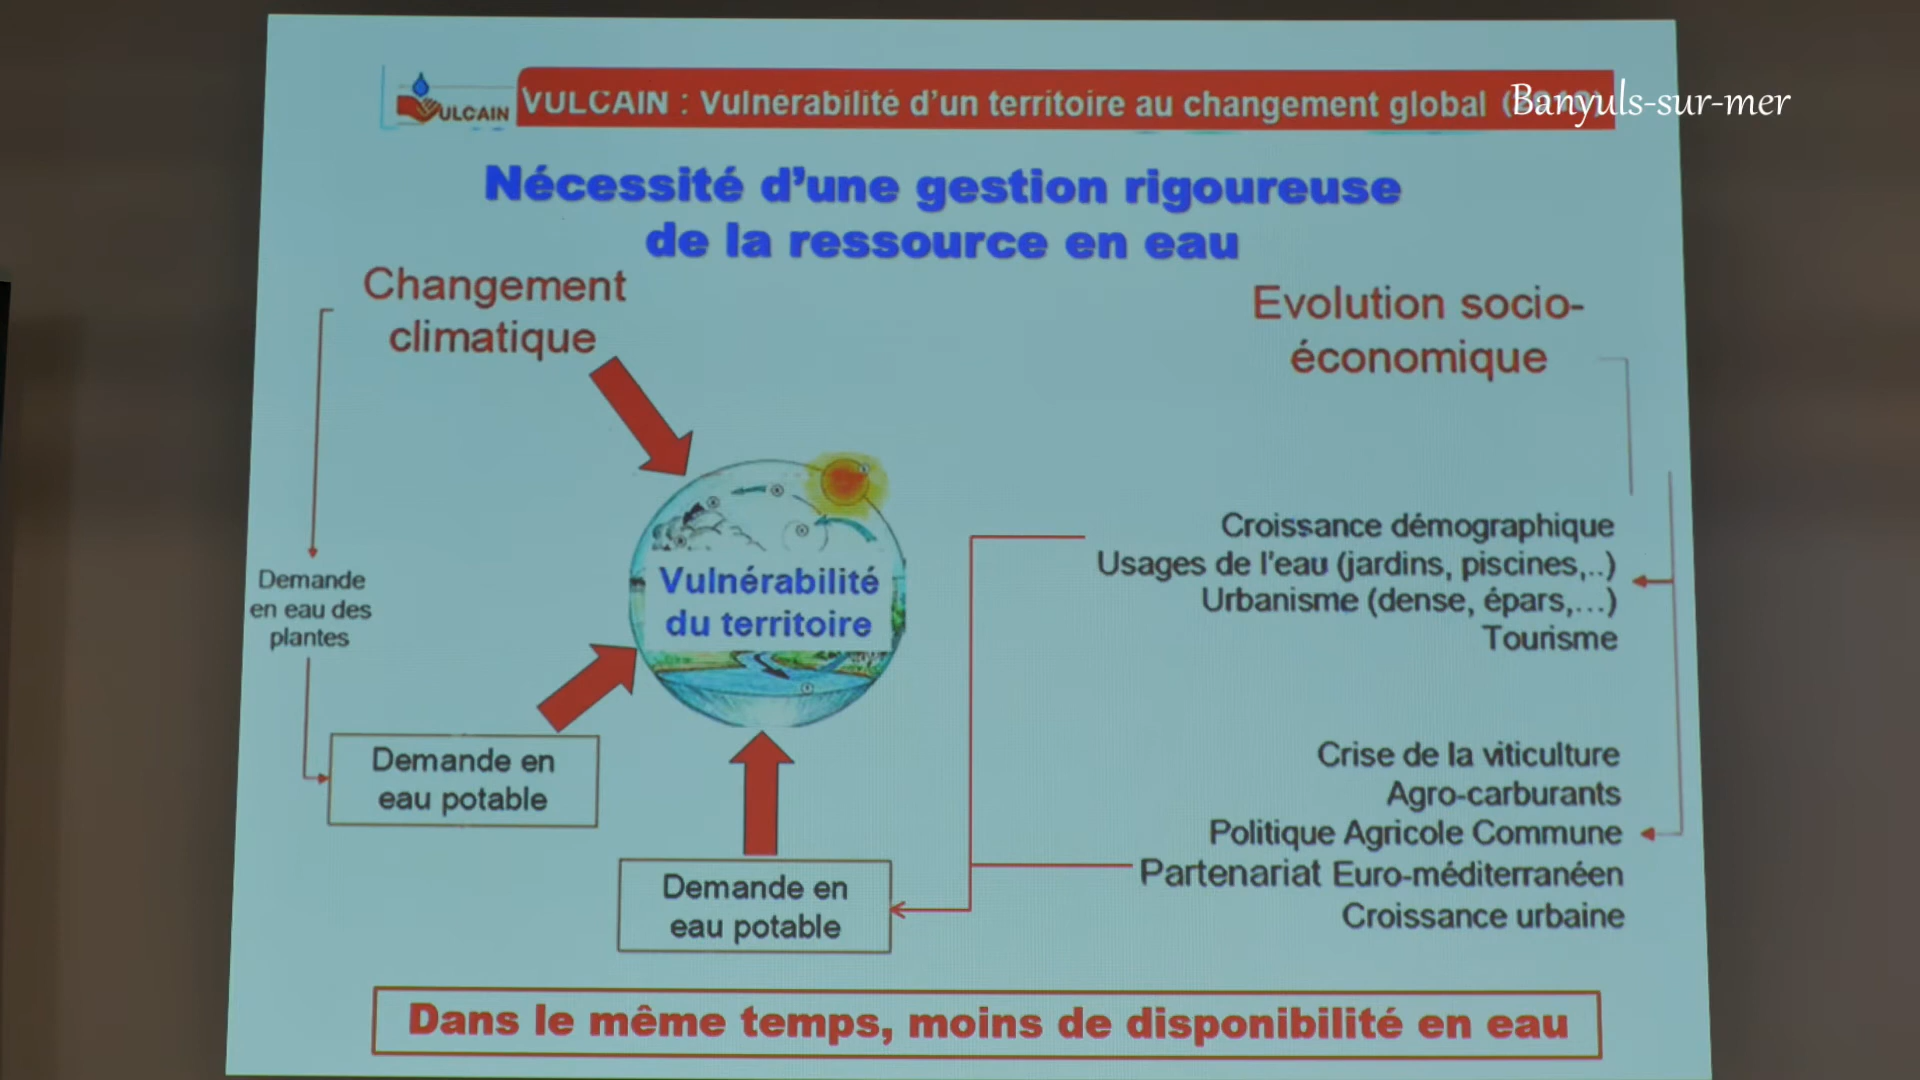 VULCAIN
VULCAIN : Vulnérabilité d'un territoire au changement global
Banyuls-sur-mer
Nécessité d'une gestion rigoureuse
de la ressource en eau
Changement
climatique
Evolution socio-
économique
Demande
en eau des
plantes
Vulnérabilité
du territoire
Croissance démographique
Usages de l'eau (jardins, piscines,..)
Urbanisme (dense, épars,...)
Tourisme
Demande en
eau potable
Demande en
eau potable
Crise de la viticulture
Agro-carburants
Politique Agricole Commune
Partenariat Euro-méditerranéen
Croissance urbaine
Dans le même temps, moins de disponibilité en eau